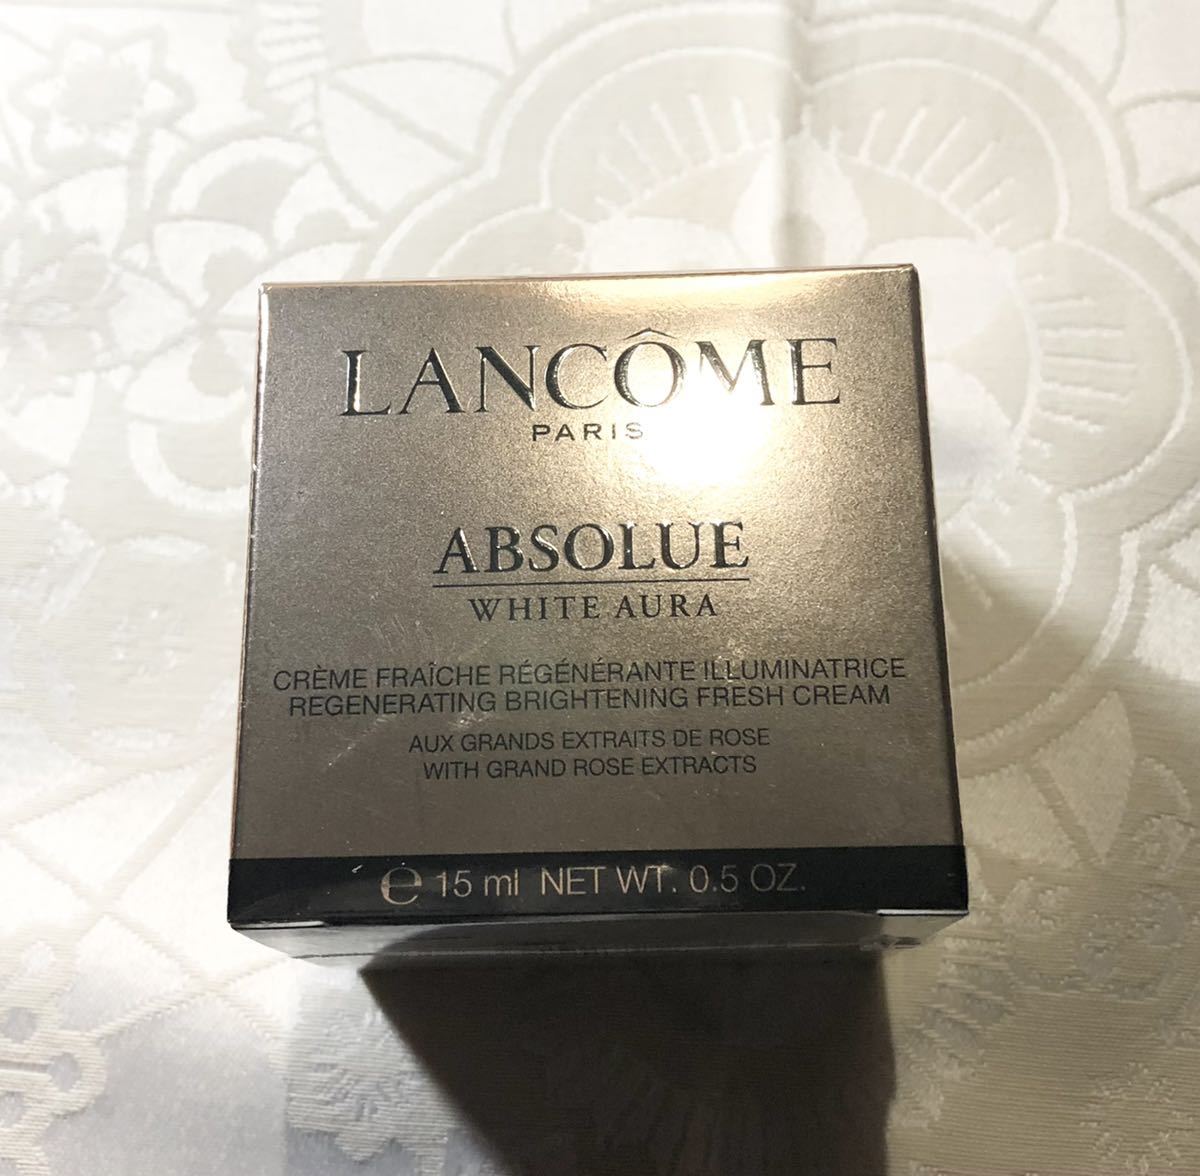 LANCÔME
PARIS
ABSOLUE
WHITE AURA
CRÈME FRAÎCHE RÉGÉNÉRANTE ILLUMINATRICE
REGENERATING BRIGHTENING FRESH CREAM
AUX GRANDS EXTRAITS DE ROSE
WITH GRAND ROSE EXTRACTS
℮ 15 ml NET WT. 0.5 OZ.